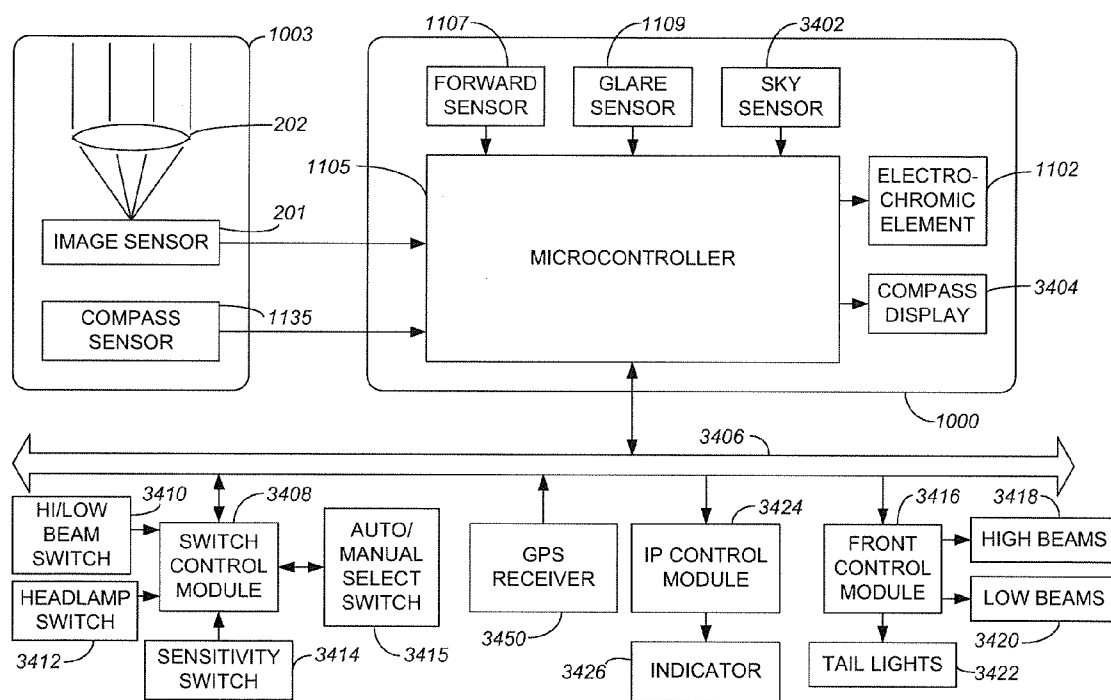 1003
202
201
IMAGE SENSOR
COMPASS
SENSOR
1135
1107
1109
3402
FORWARD
SENSOR
GLARE
SENSOR
SKY
SENSOR
1105
MICROCONTROLLER
ELECTRO-
CHROMIC
ELEMENT
1102
COMPASS
DISPLAY
3404
1000
3406
3410
HI/LOW
BEAM
SWITCH
3408
SWITCH
CONTROL
MODULE
HEADLAMP
SWITCH
3412
SENSITIVITY
SWITCH
3414
AUTO/
MANUAL
SELECT
SWITCH
3415
GPS
RECEIVER
3450
3424
IP CONTROL
MODULE
3426
INDICATOR
3416
FRONT
CONTROL
MODULE
3418
HIGH BEAMS
LOW BEAMS
3420
TAIL LIGHTS
3422